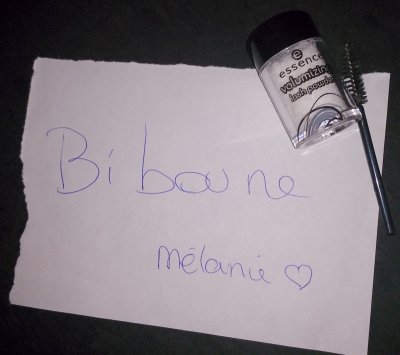 e
essence
volumizing
lash powder
Bi bou ne
mélanie ♡